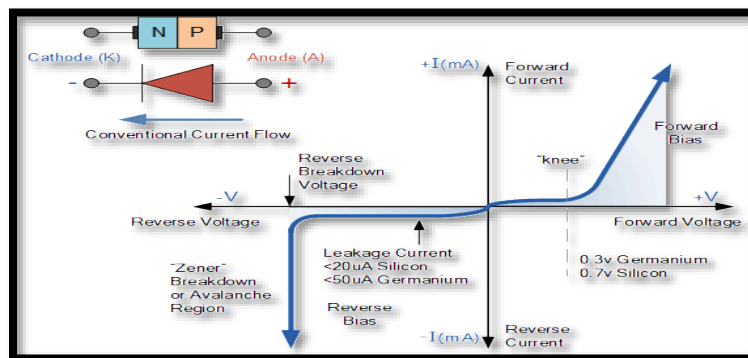 N P
Cathode (K)
Anode (A)
-
+
Conventional Current Flow
+I(mA)
Forward
Current
Forward
Bias
"knee"
Reverse
Breakdown
Voltage
-V
+V
Reverse Voltage
Forward Voltage
Leakage Current
<20uA Silicon
<50uA Germanium
0.3v Germanium
0.7v Silicon
"Zener"
Breakdown
or Avalanche
Region
Reverse
Bias
-I(mA)
Reverse
Current